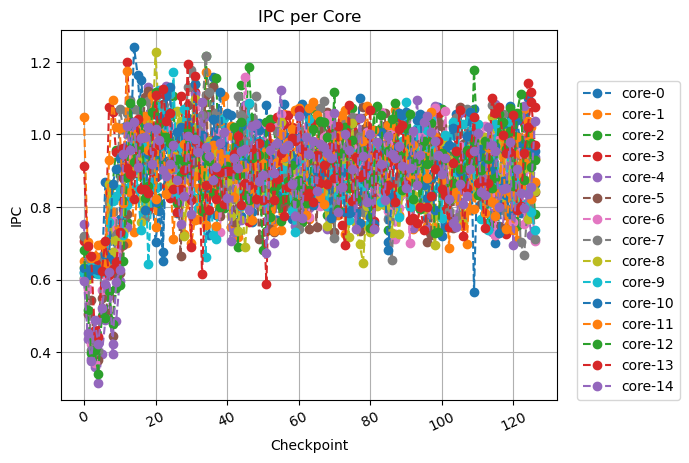 IPC per Core
IPC
1.2
1.0
0.8
0.6
0.4
0
20
40
60
80
100
120
Checkpoint
core-0
core-1
core-2
core-3
core-4
core-5
core-6
core-7
core-8
core-9
core-10
core-11
core-12
core-13
core-14